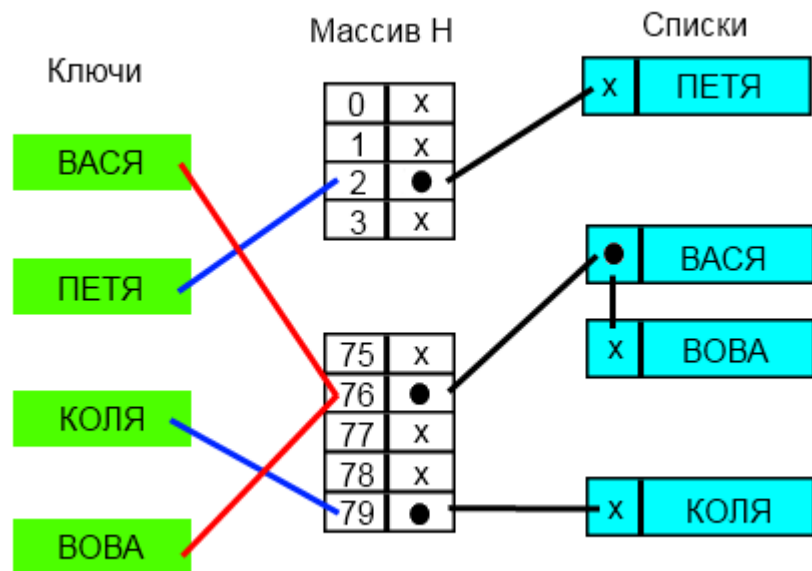 Ключи
ВАСЯ
ПЕТЯ
КОЛЯ
ВОВА
Массив Н
0 x
1 x
2
3 x
75 x
76
77 x
78 x
79
Списки
x ПЕТЯ
ВАСЯ
x ВОВА
x КОЛЯ